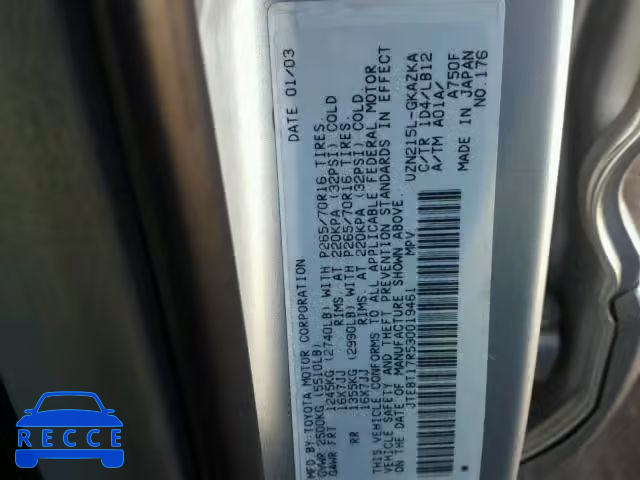 MFD BY TOYOTA MOTOR CORPORATION DATE 01/03
GVWR 2500KG (5510LB)
GAWR FRT 1245KG (2740LB) WITH P265/70R16 TIRES.
16X7JJ RIMS. AT 220KPA (32PSI) COLD
RR 1355KG (2990LB) WITH P265/70R16 TIRES.
16X7JJ RIMS. AT 220KPA (32PSI) COLD.
THIS VEHICLE CONFORMS TO ALL APPLICABLE FEDERAL MOTOR
VEHICLE SAFETY AND THEFT PREVENTION STANDARDS IN EFFECT
ON THE DATE OF MANUFACTURE SHOWN ABOVE.
JTEBT17R530019461 MPV UZN215L-GKAZKA
C/TR 1D4/LB12
A/TM A01A/ A750F
MADE IN JAPAN
NO.176
RECCE